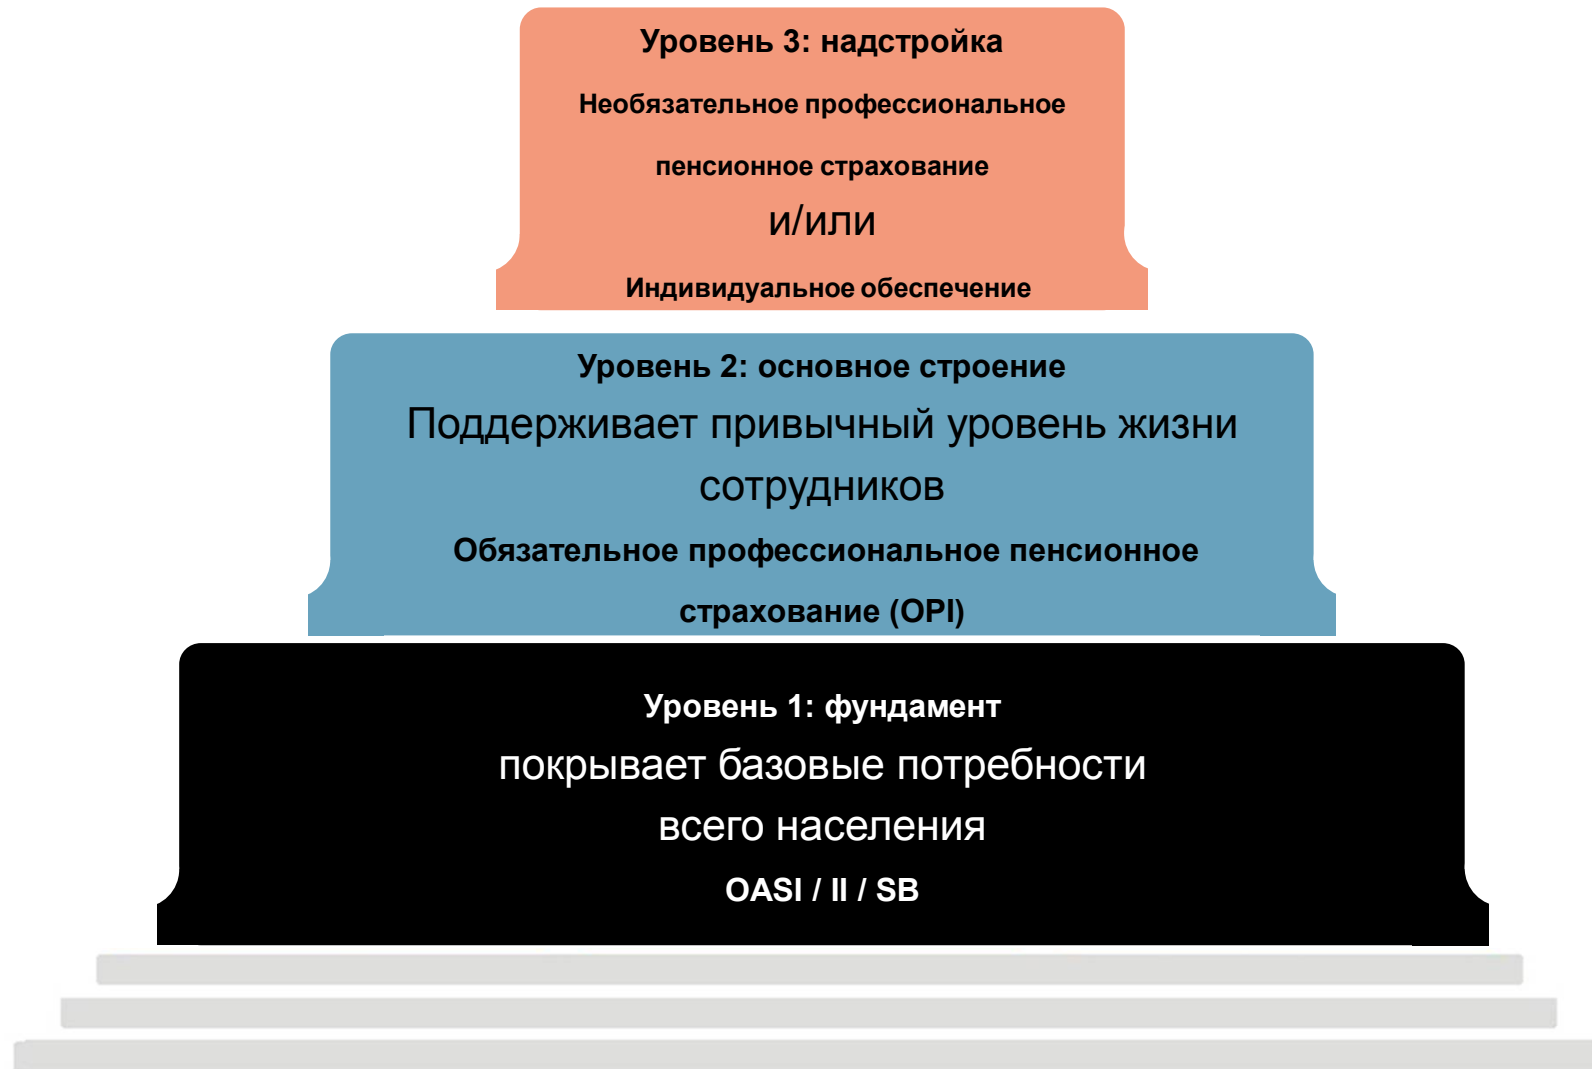 Уровень 3: надстройка
Необязательное профессиональное
пенсионное страхование
и/или
Индивидуальное обеспечение
Уровень 2: основное строение
Поддерживает привычный уровень жизни
сотрудников
Обязательное профессиональное пенсионное
страхование (OPI)
Уровень 1: фундамент
покрывает базовые потребности
всего населения
OASI / II / SB